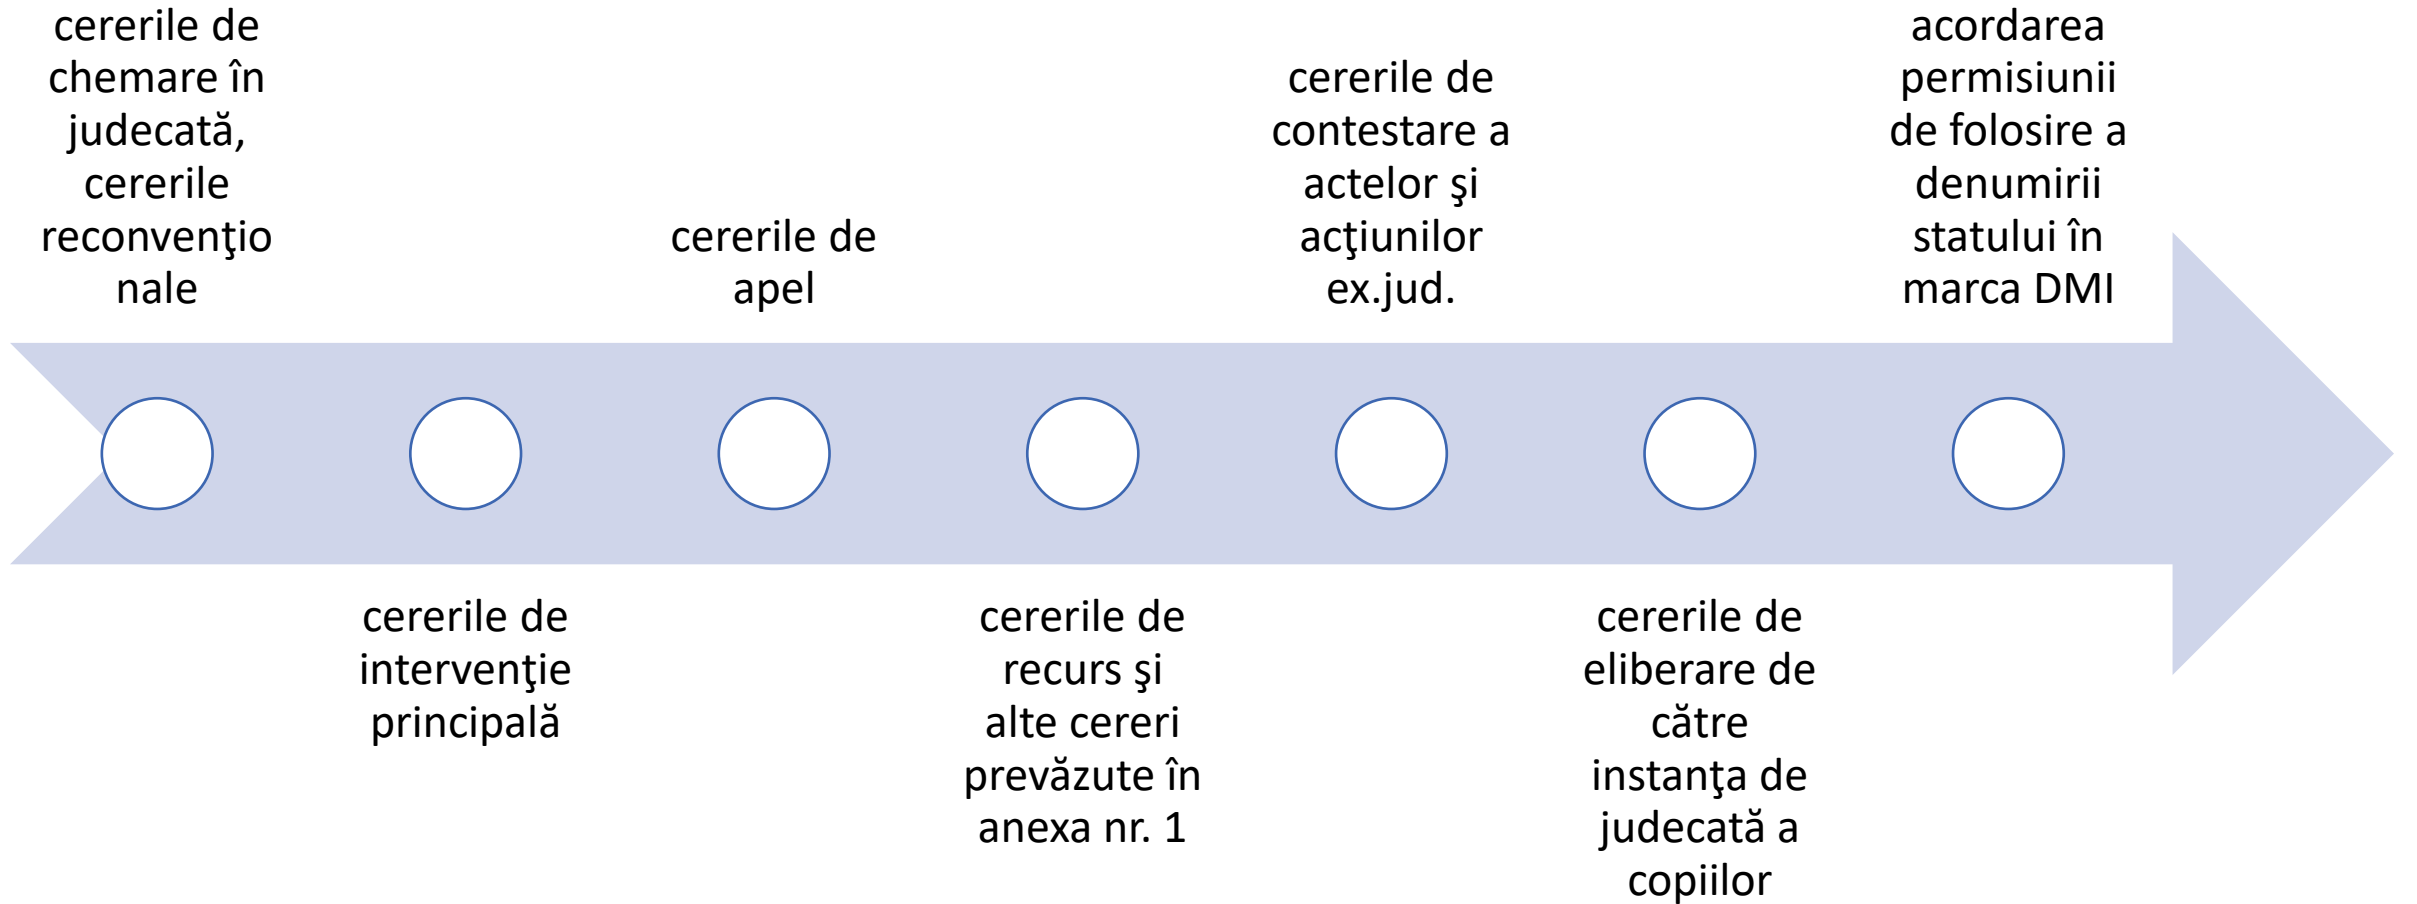 cererile de
chemare în
judecată,
cererile
reconvenţio
nale
cererile de
intervenţie
principală
cererile de
apel
cererile de
recurs şi
alte cereri
prevăzute în
anexa nr. 1
cererile de
contestare a
actelor şi
acţiunilor
ex.jud.
cererile de
eliberare de
către
instanţa de
judecată a
copiilor
acordarea
permisiunii
de folosire a
denumirii
statului în
marca DMI